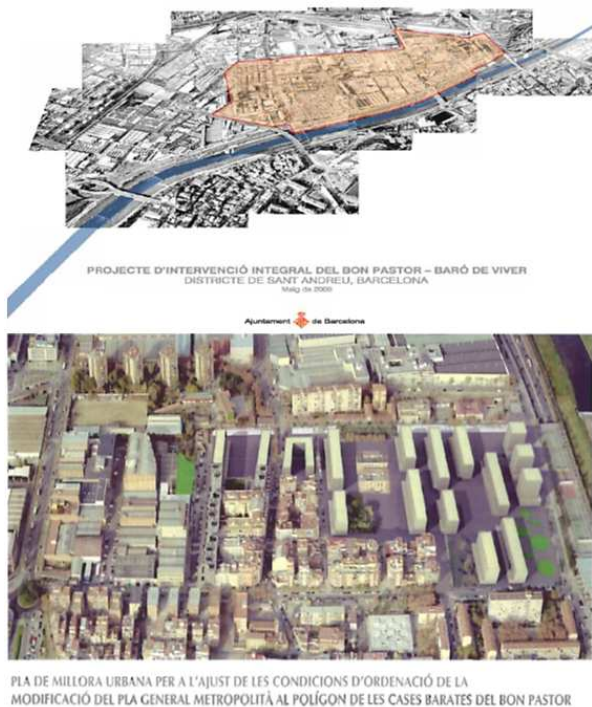 PROJECTE D'INTERVENCIÓ INTEGRAL DEL BON PASTOR – BARÓ DE VIVER
DISTRICTE DE SANT ANDREU, BARCELONA
Maig de
Ajuntament de Barcelona
PLA DE MILLORA URBANA PER A L'AJUST DE LES CONDICIONS D'ORDENACIÓ DE LA
MODIFICACIÓ DEL PLA GENERAL METROPOLITÀ AL POLÍGON DE LES CASES BARATES DEL BON PASTOR